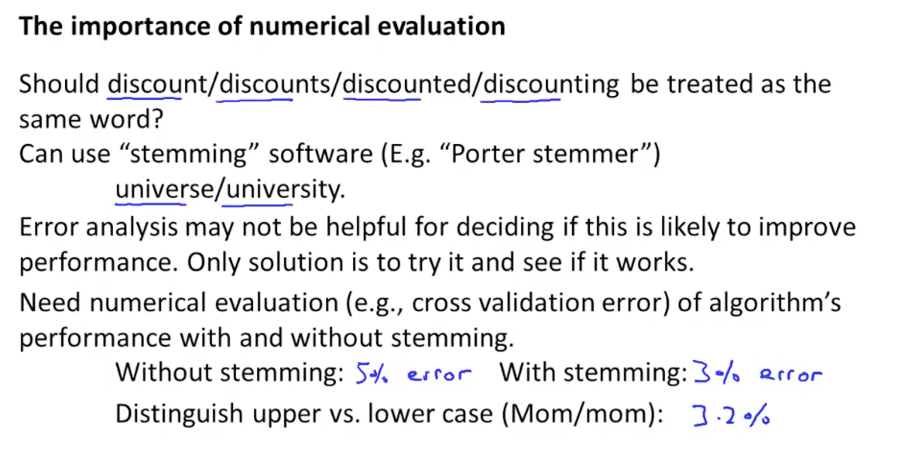 The importance of numerical evaluation
Should discount/discounts/discounted/discounting be treated as the
same word?
Can use “stemming” software (E.g. “Porter stemmer”)
universe/university.
Error analysis may not be helpful for deciding if this is likely to improve
performance. Only solution is to try it and see if it works.
Need numerical evaluation (e.g., cross validation error) of algorithm’s
performance with and without stemming.
Without stemming: 5% error With stemming: 3% error
Distinguish upper vs. lower case (Mom/mom): 3.2%